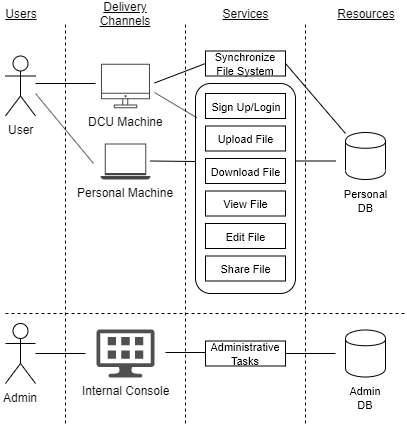 Users
Delivery
Channels
Services
Resources
Synchronize
File System
User
DCU Machine
Sign Up/Login
Upload File
Personal Machine
Download File
Personal
DB
View File
Edit File
Share File
Administrative
Tasks
Admin
Internal Console
Admin
DB